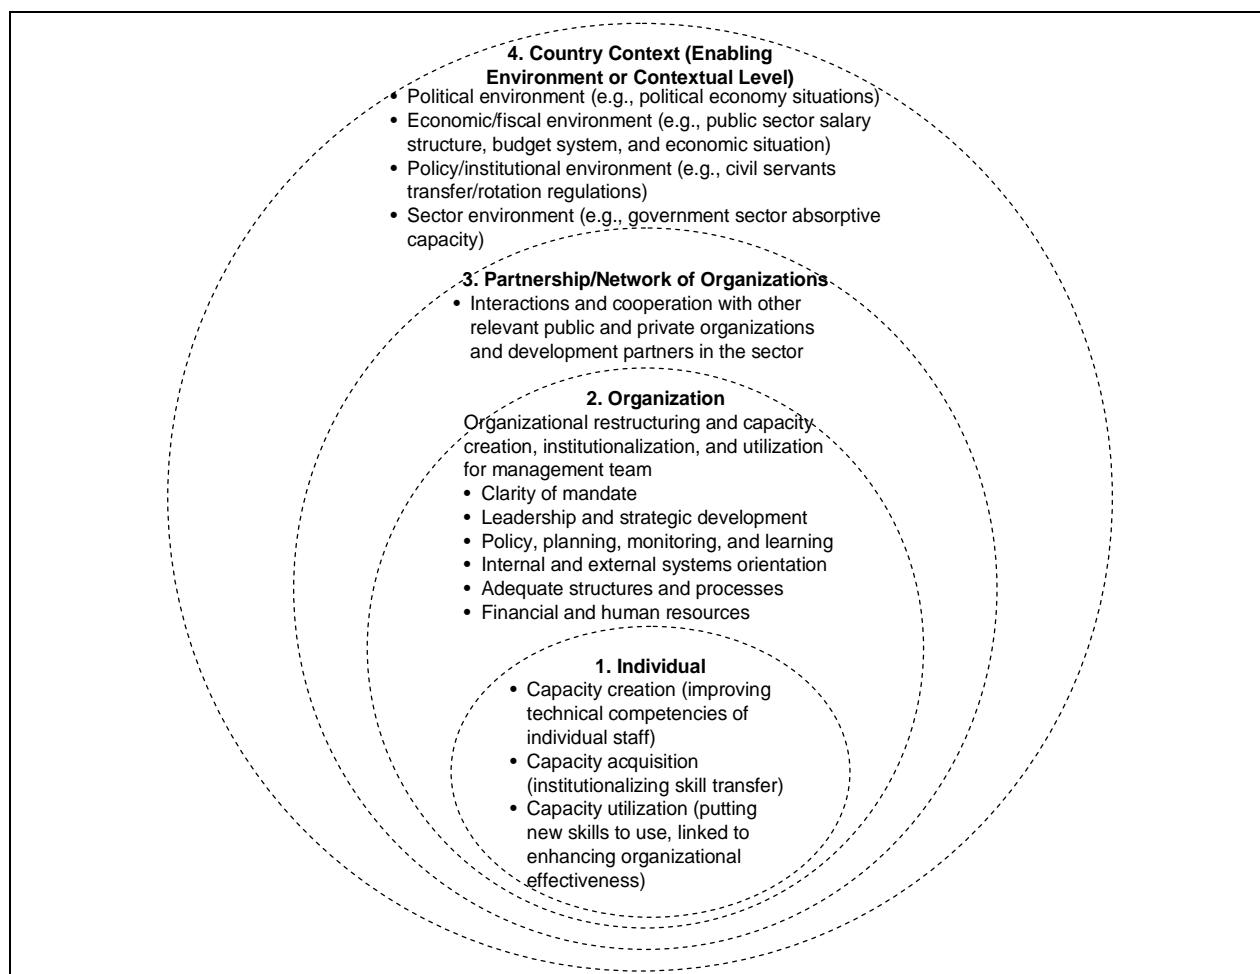 4. Country Context (Enabling
Environment or Contextual Level)
• Political environment (e.g., political economy situations)
• Economic/fiscal environment (e.g., public sector salary
structure, budget system, and economic situation)
• Policy/institutional environment (e.g., civil servants
transfer/rotation regulations)
• Sector environment (e.g., government sector absorptive
capacity)
3. Partnership/Network of Organizations
• Interactions and cooperation with other
relevant public and private organizations
and development partners in the sector
2. Organization
Organizational restructuring and capacity
creation, institutionalization, and utilization
for management team
• Clarity of mandate
• Leadership and strategic development
• Policy, planning, monitoring, and learning
• Internal and external systems orientation
• Adequate structures and processes
• Financial and human resources
1. Individual
• Capacity creation (improving
technical competencies of
individual staff)
• Capacity acquisition
(institutionalizing skill transfer)
• Capacity utilization (putting
new skills to use, linked to
enhancing organizational
effectiveness)